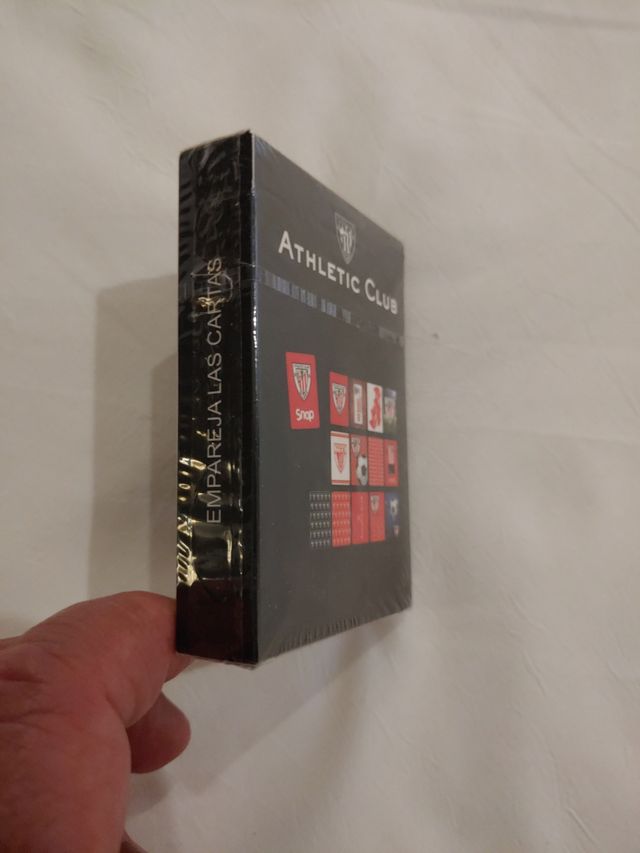 EMPAREJA LAS CARTAS
ATHLETIC CLUB
Snap